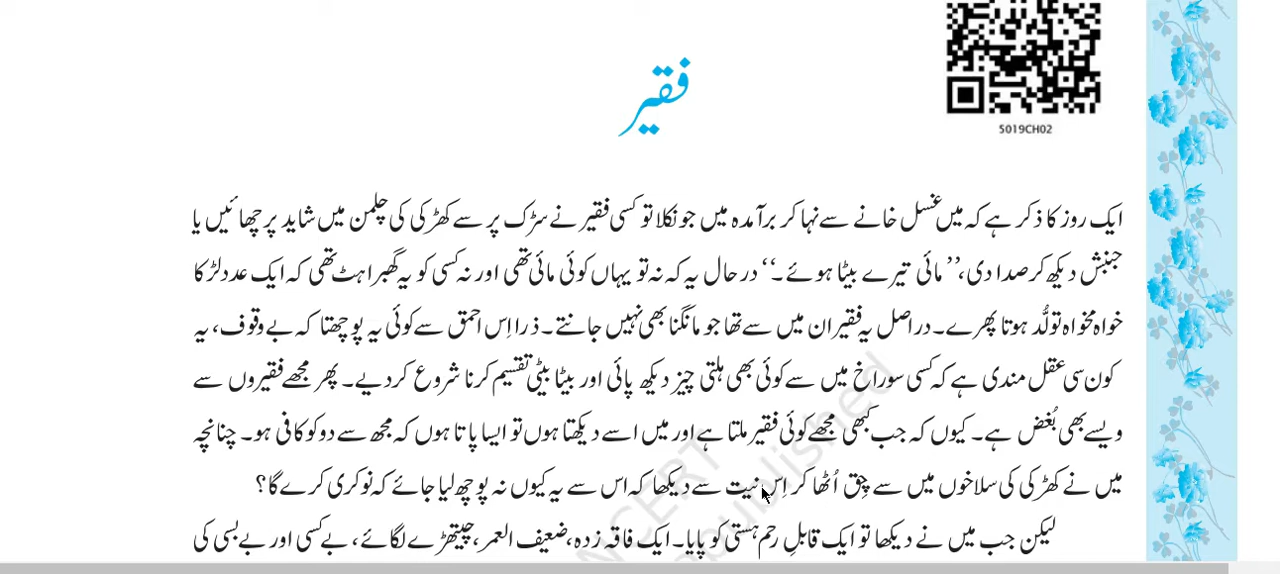 5019CH02
فقیر
ایک روز کا ذکر ہے کہ میں غسل خانے سے نہا کر برآمدہ میں جو نکلا تو کسی فقیر نے سڑک پر سے کھڑکی کی چلمن میں شاید پرچھائیں یا
جنبش دیکھ کر صدا دی، ’’مائی تیرے بیٹا ہوئے۔‘‘ در حال یہ کہ نہ تو یہاں کوئی مائی تھی اور نہ کسی کو یہ گھبراہٹ تھی کہ ایک عدد لڑکا
خواہ مخواہ تولُّد ہوتا پھرے۔ دراصل یہ فقیر ان میں سے تھا جو مانگنا بھی نہیں جانتے۔ ذرا اِس احمق سے کوئی یہ پوچھتا کہ بے وقوف، یہ
کون سی عقل مندی ہے کہ کسی سوراخ میں سے کوئی بھی ہلتی چیز دیکھ پائی اور بیٹا بیٹی تقسیم کرنا شروع کردیے۔ پھر مجھے فقیروں سے
ویسے بھی بُغض ہے۔ کیوں کہ جب کبھی مجھے کوئی فقیر ملتا ہے اور میں اسے دیکھتا ہوں تو ایسا پاتا ہوں کہ مجھ سے دو کو کافی ہو۔ چنانچہ
میں نے کھڑکی کی سلاخوں میں سے چِق اُٹھا کر اِس نیت سے دیکھا کہ اس سے یہ کیوں نہ پوچھ لیا جائے کہ نوکری کرے گا؟
لیکن جب میں نے دیکھا تو ایک قابلِ رحم ہستی کو پایا۔ ایک فاقہ زدہ، ضعیف العمر، چیتھڑے لگائے، بے کسی اور بے بسی کی
NCERT
published